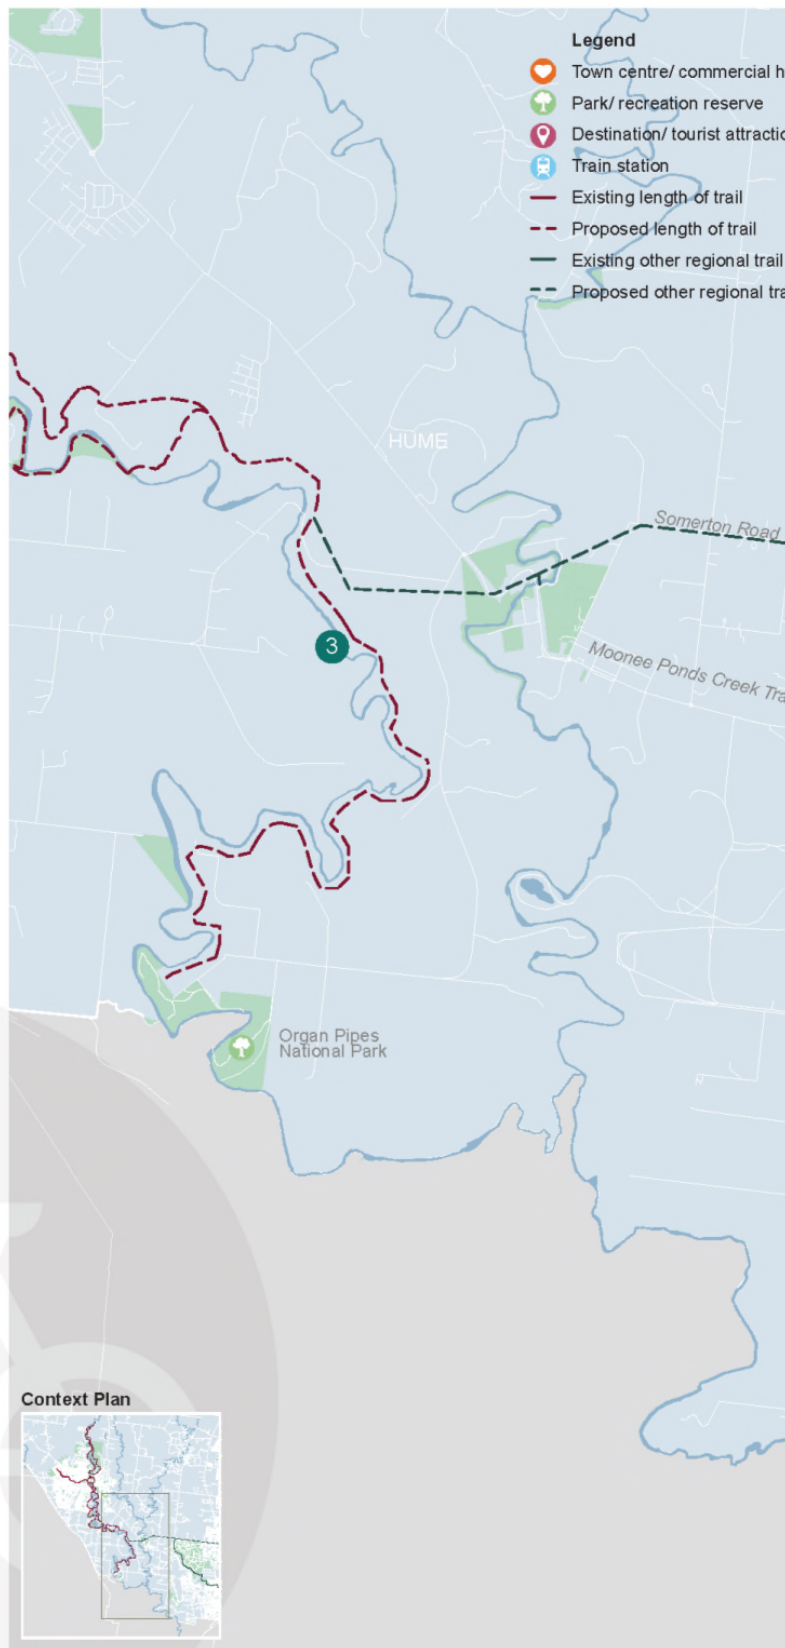 Legend
Town centre/ commercial h
Park/ recreation reserve
Destination/ tourist attractio
Train station
Existing length of trail
Proposed length of trail
Existing other regional trail
Proposed other regional tra
HUME
Somerton Road
3
Moonee Ponds Creek Tra
Organ Pipes
National Park
Context Plan